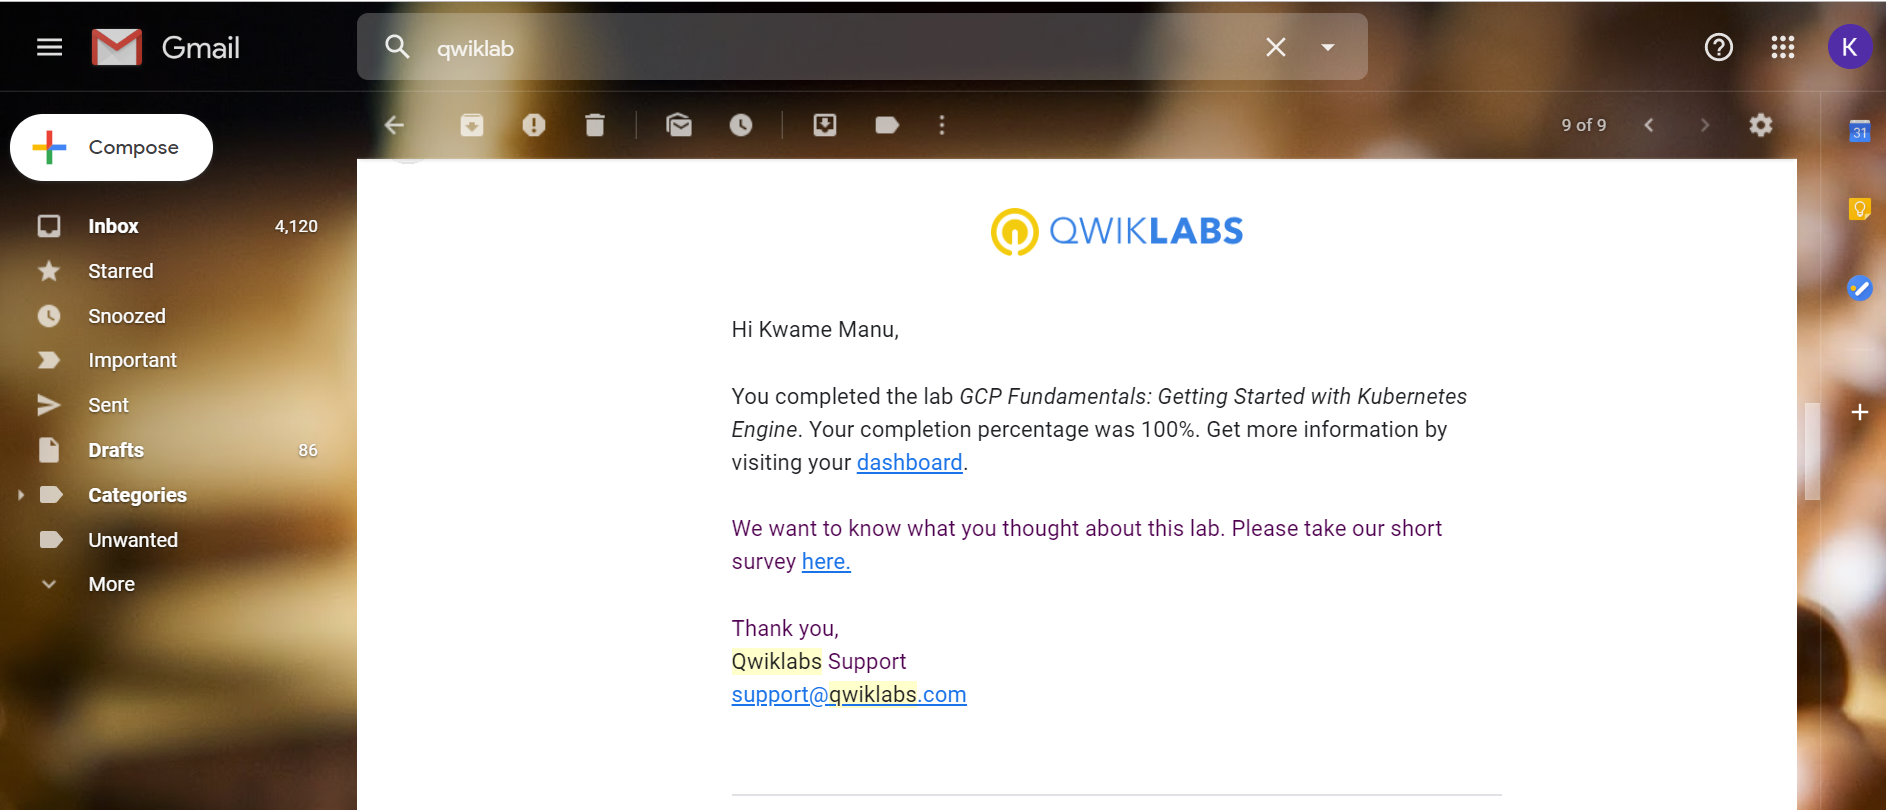 Gmail
qwiklab
K
Compose
9 of 9
31
Inbox 4,120
Starred
Snoozed
Important
Sent
Drafts 86
Categories
Unwanted
More
QWIKLABS
Hi Kwame Manu,
You completed the lab GCP Fundamentals: Getting Started with Kubernetes
Engine. Your completion percentage was 100%. Get more information by
visiting your dashboard.
We want to know what you thought about this lab. Please take our short
survey here.
Thank you,
Qwiklabs Support
support@qwiklabs.com